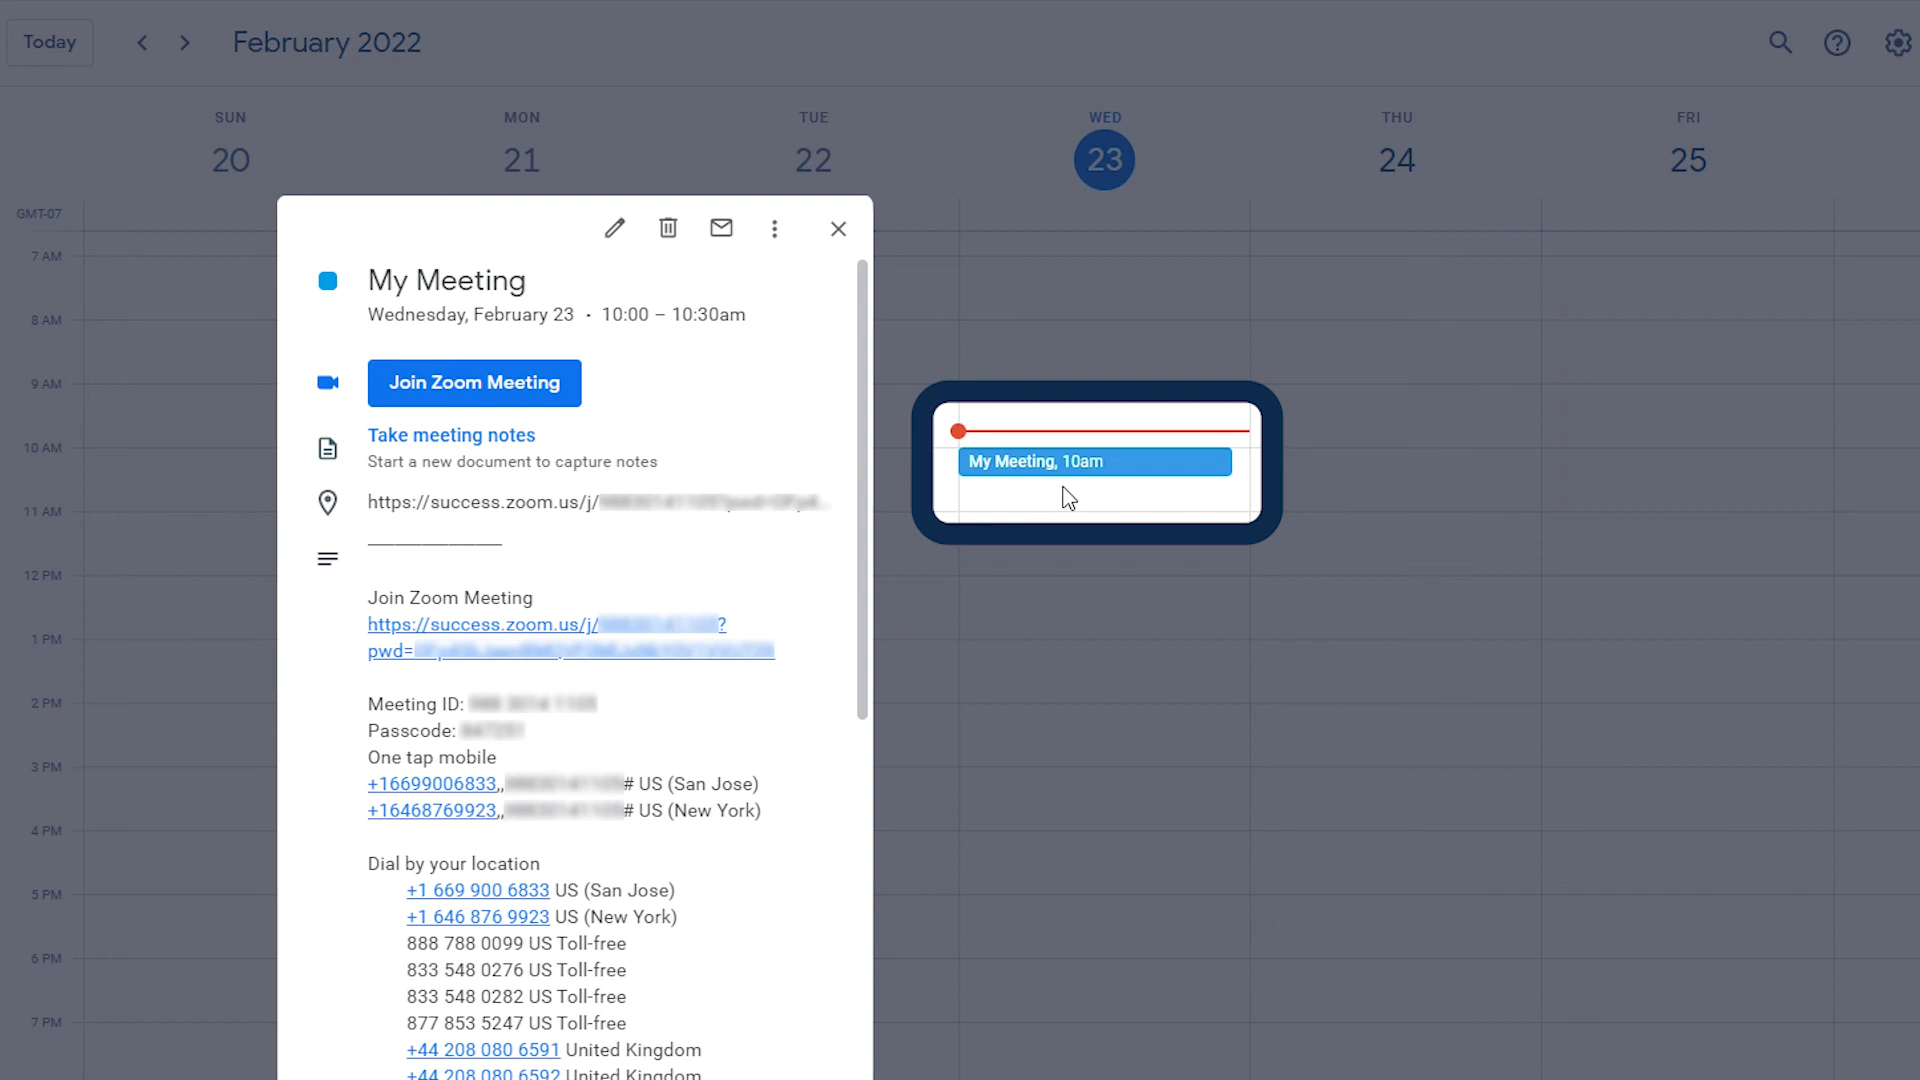 Today
February 2022
SUN
MON
TUE
WED
THU
FRI
20
21
22
23
24
25
GMT-07
7 AM
8 AM
9 AM
10 AM
11 AM
12 PM
1 PM
2 PM
3 PM
4 PM
5 PM
6 PM
7 PM
My Meeting
Wednesday, February 23 · 10:00 – 10:30am
Join Zoom Meeting
Take meeting notes
Start a new document to capture notes
https://success.zoom.us/j/
Join Zoom Meeting
https://success.zoom.us/j/ ?
pwd=
Meeting ID:
Passcode:
One tap mobile
+16699006833,, # US (San Jose)
+16468769923,, # US (New York)
Dial by your location
+1 669 900 6833 US (San Jose)
+1 646 876 9923 US (New York)
888 788 0099 US Toll-free
833 548 0276 US Toll-free
833 548 0282 US Toll-free
877 853 5247 US Toll-free
+44 208 080 6591 United Kingdom
+44 208 080 6592 United Kingdom
My Meeting, 10am